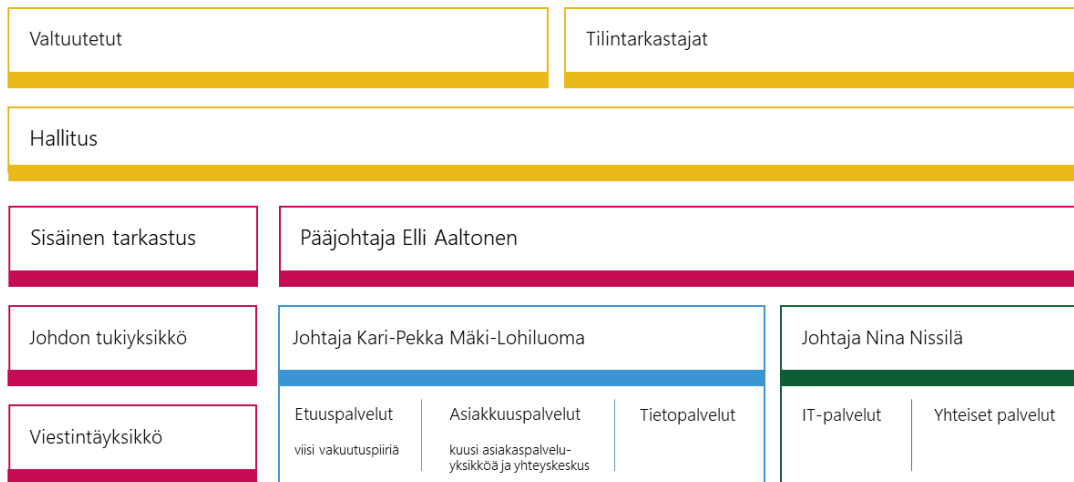 Valtuutetut
Tilintarkastajat
Hallitus
Sisäinen tarkastus
Pääjohtaja Elli Aaltonen
Johdon tukiyksikkö
Johtaja Kari-Pekka Mäki-Lohiluoma
Johtaja Nina Nissilä
Viestintäyksikkö
Etuuspalvelut
viisi vakuutuspiiriä
Asiakkuuspalvelut
kuusi asiakaspalvelu-
yksikköä ja yhteyskeskus
Tietopalvelut
IT-palvelut
Yhteiset palvelut